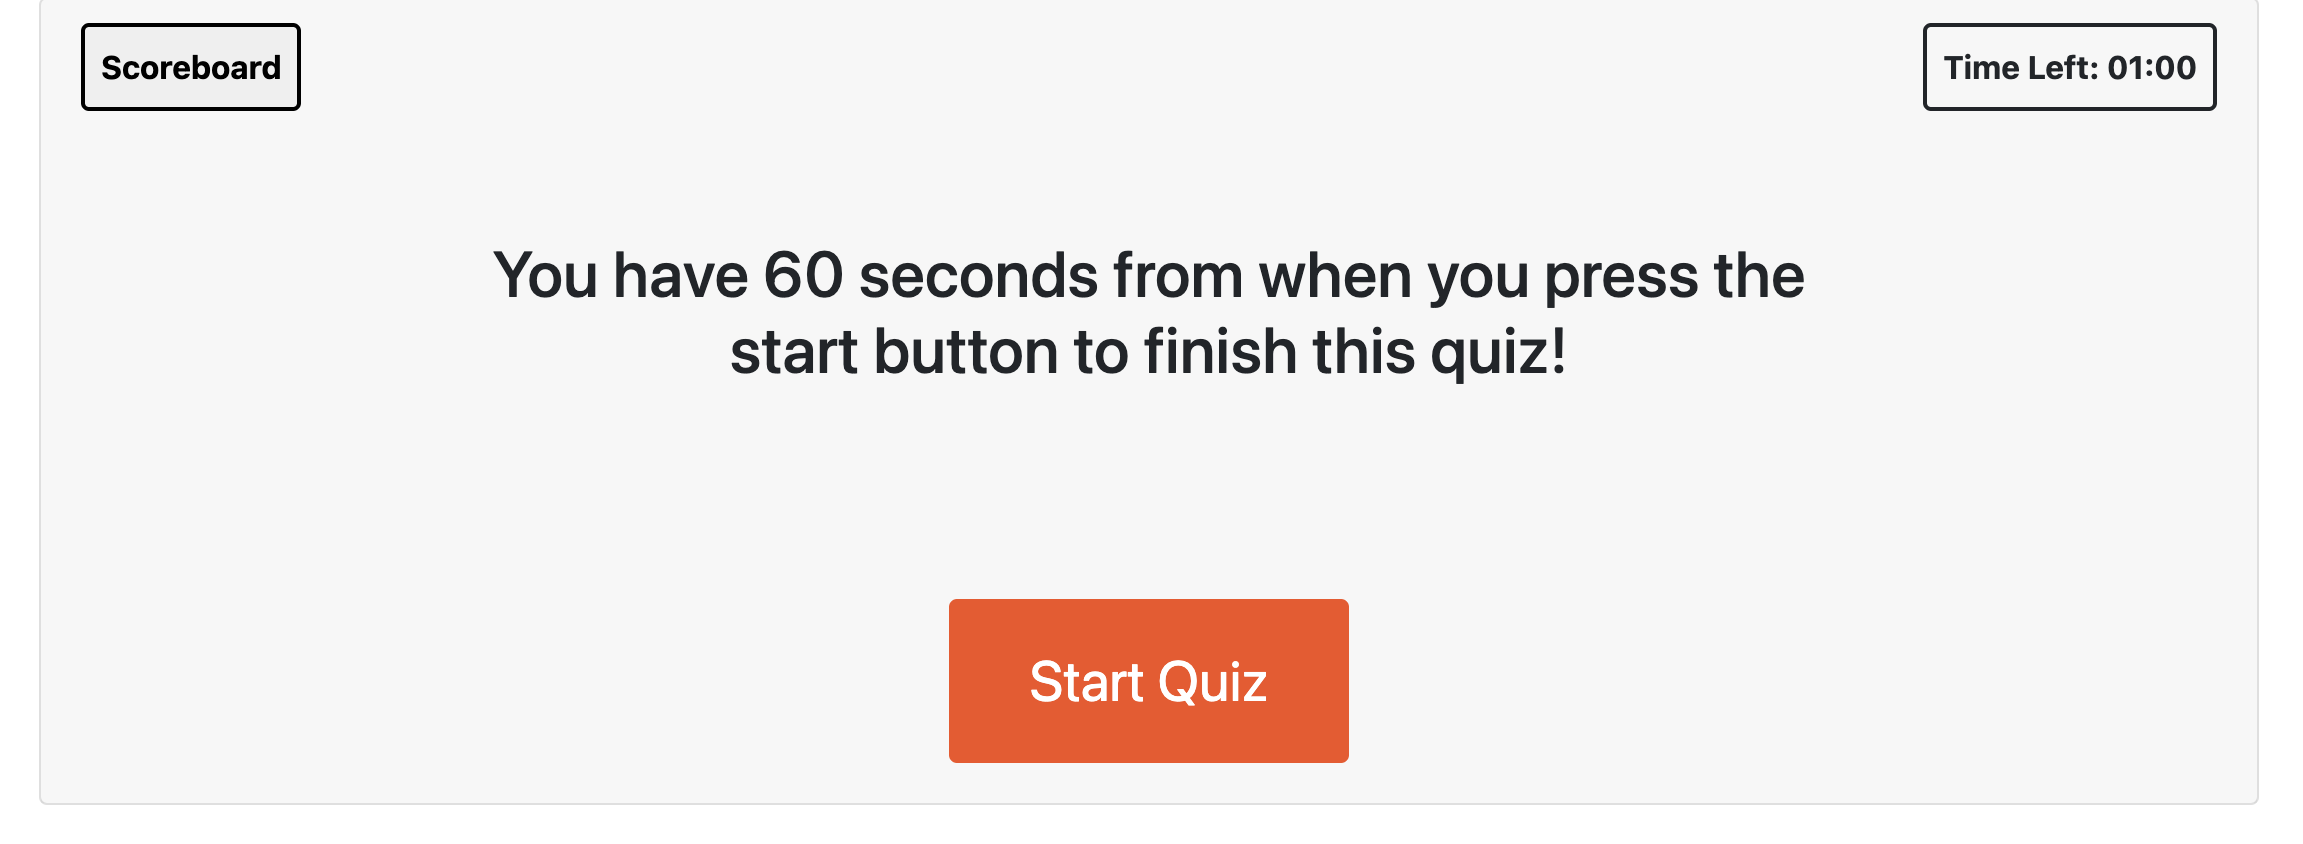 Scoreboard
Time Left: 01:00
You have 60 seconds from when you press the
start button to finish this quiz!
Start Quiz